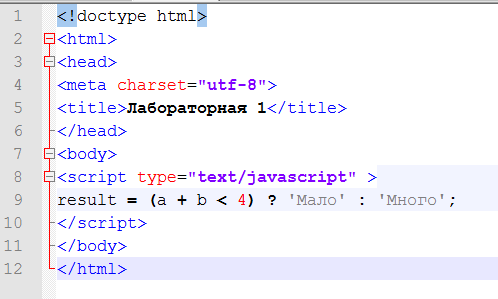 1 <!doctype html>
2 <html>
3 <head>
4 <meta charset="utf-8">
5 <title>Лабораторная 1</title>
6 </head>
7 <body>
8 <script type="text/javascript" >
9 result = (a + b < 4) ? 'Мало' : 'Много';
10 </script>
11 </body>
12 </html>